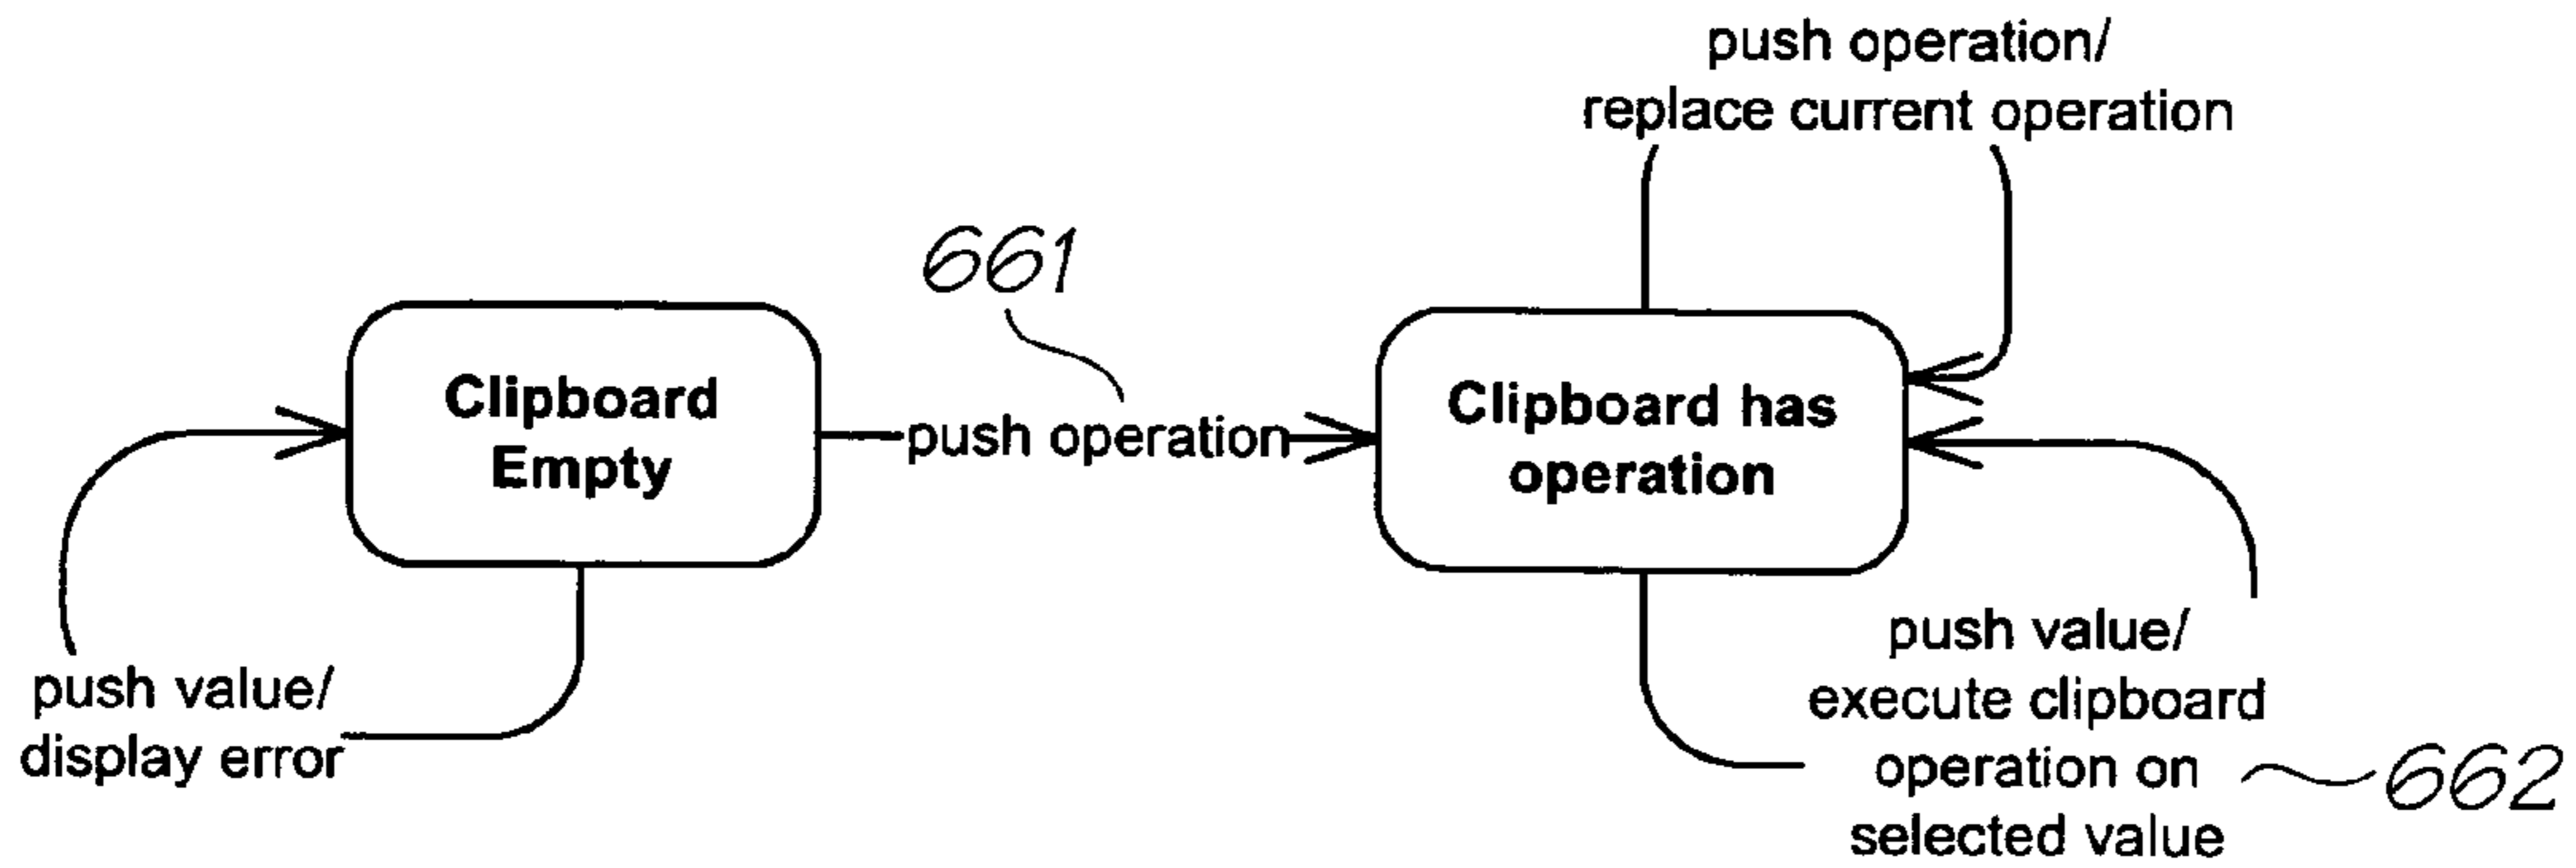 push operation/
replace current operation
661
Clipboard
Empty
push operation
Clipboard has
operation
push value/
display error
push value/
execute clipboard
operation on
selected value
662